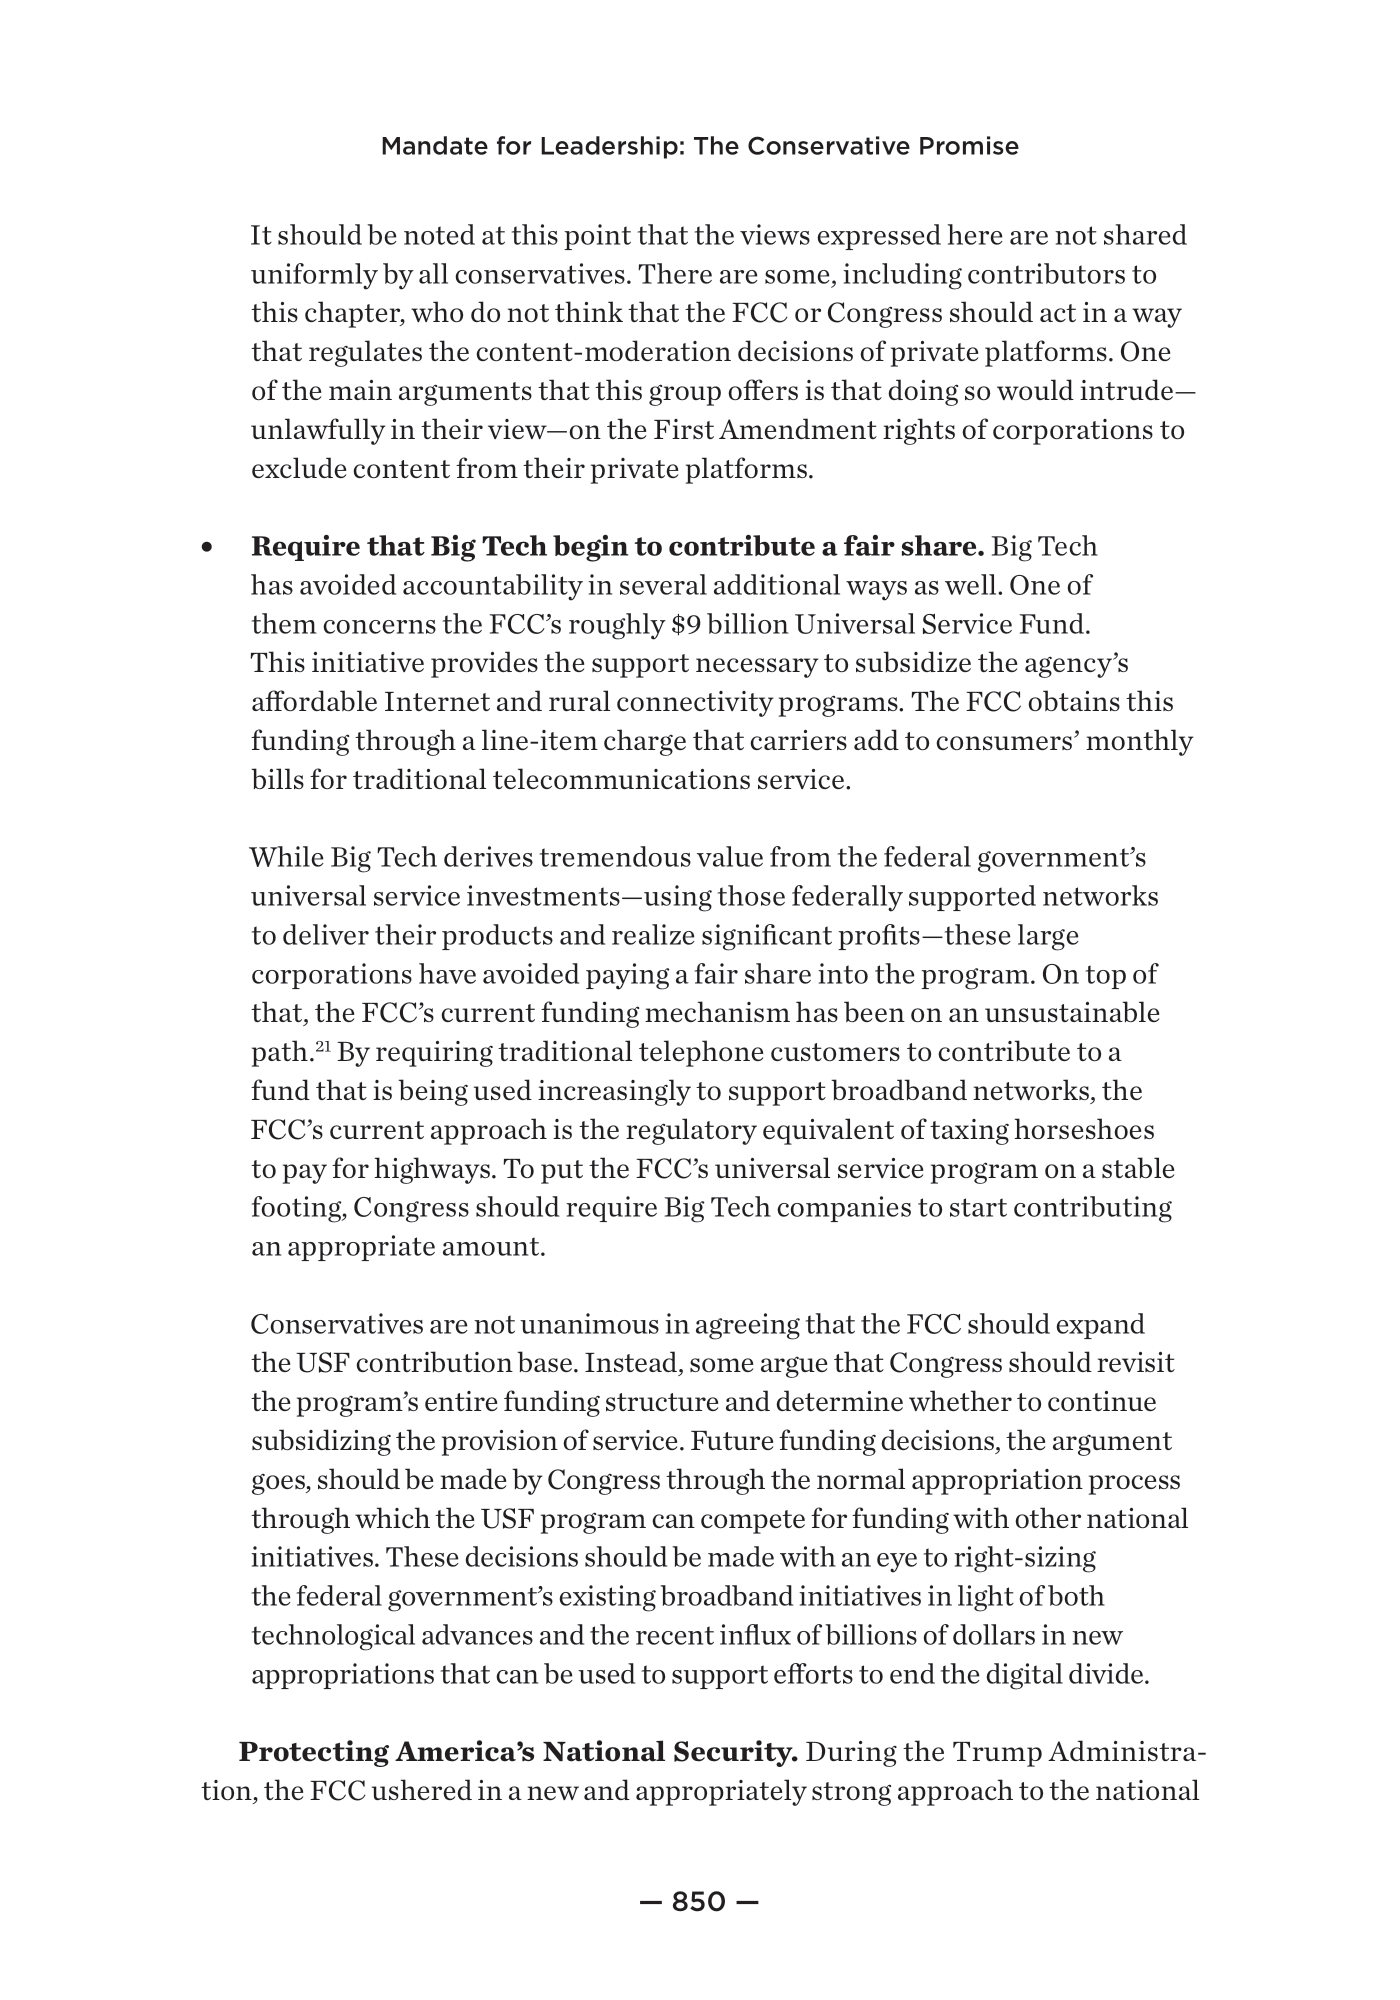 Mandate for Leadership: The Conservative Promise
It should be noted at this point that the views expressed here are not shared
uniformly by all conservatives. There are some, including contributors to
this chapter, who do not think that the FCC or Congress should act in a way
that regulates the content-moderation decisions of private platforms. One
of the main arguments that this group offers is that doing so would intrude—
unlawfully in their view—on the First Amendment rights of corporations to
exclude content from their private platforms.
• Require that Big Tech begin to contribute a fair share. Big Tech
has avoided accountability in several additional ways as well. One of
them concerns the FCC’s roughly $9 billion Universal Service Fund.
This initiative provides the support necessary to subsidize the agency’s
affordable Internet and rural connectivity programs. The FCC obtains this
funding through a line-item charge that carriers add to consumers’ monthly
bills for traditional telecommunications service.
While Big Tech derives tremendous value from the federal government’s
universal service investments—using those federally supported networks
to deliver their products and realize significant profits—these large
corporations have avoided paying a fair share into the program. On top of
that, the FCC’s current funding mechanism has been on an unsustainable
path.21 By requiring traditional telephone customers to contribute to a
fund that is being used increasingly to support broadband networks, the
FCC’s current approach is the regulatory equivalent of taxing horseshoes
to pay for highways. To put the FCC’s universal service program on a stable
footing, Congress should require Big Tech companies to start contributing
an appropriate amount.
Conservatives are not unanimous in agreeing that the FCC should expand
the USF contribution base. Instead, some argue that Congress should revisit
the program’s entire funding structure and determine whether to continue
subsidizing the provision of service. Future funding decisions, the argument
goes, should be made by Congress through the normal appropriation process
through which the USF program can compete for funding with other national
initiatives. These decisions should be made with an eye to right-sizing
the federal government’s existing broadband initiatives in light of both
technological advances and the recent influx of billions of dollars in new
appropriations that can be used to support efforts to end the digital divide.
Protecting America’s National Security. During the Trump Administra-
tion, the FCC ushered in a new and appropriately strong approach to the national
— 850 —